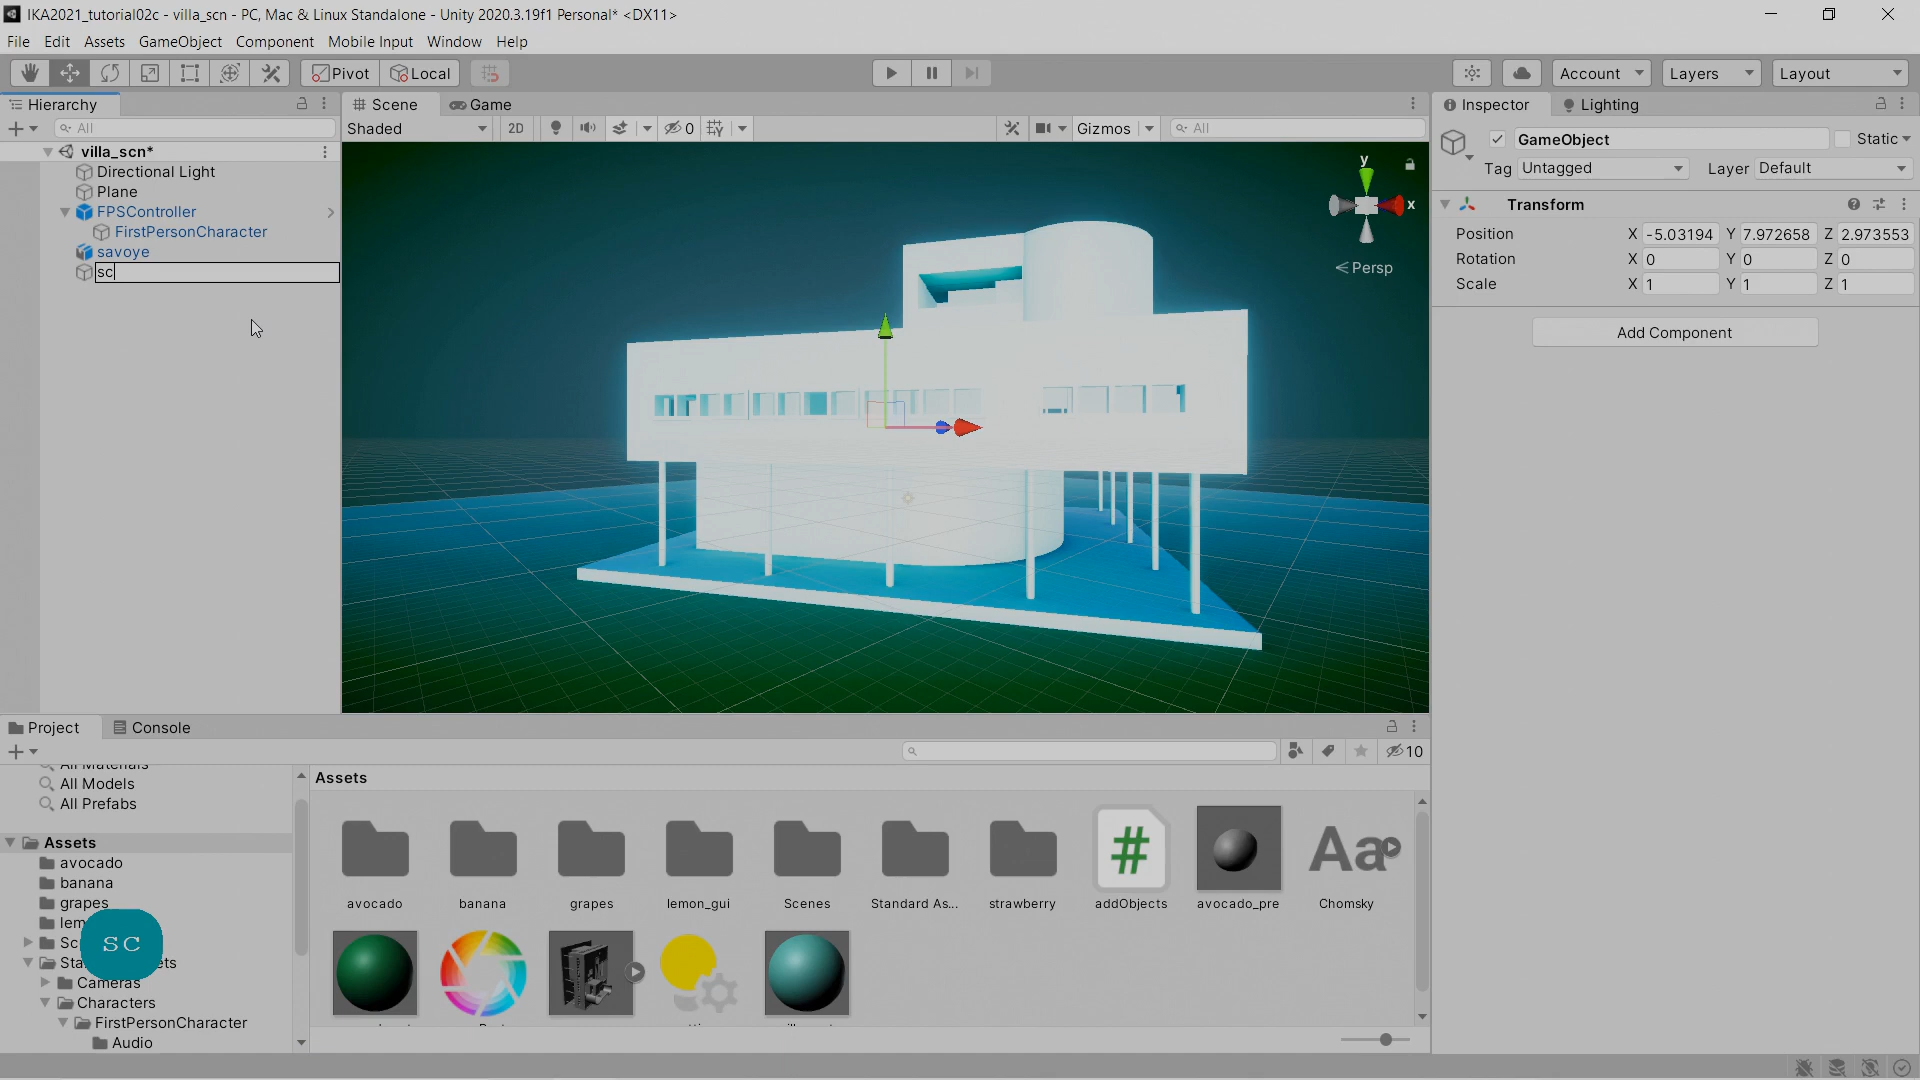 IKA2021_tutorial02c - villa_scn - PC, Mac & Linux Standalone - Unity 2020.3.19f1 Personal* <DX11>
File Edit Assets GameObject Component Mobile Input Window Help
Pivot Local Account Layers Layout
Hierarchy
All
villa_scn*
Directional Light
Plane
FPSController
FirstPersonCharacter
savoye
sc
Scene Game
Shaded 2D 0 Gizmos All
y
x
Persp
Inspector Lighting
GameObject Static
Tag Untagged Layer Default
Transform
Position X -5.03194 Y 7.972658 Z 2.973553
Rotation X 0 Y 0 Z 0
Scale X 1 Y 1 Z 1
Add Component
Project Console
10
All Models
All Prefabs
Assets
avocado
banana
grapes
SC
Cameras
Characters
FirstPersonCharacter
Audio
Assets
avocado banana grapes lemon_gui Scenes Standard As... strawberry addObjects avocado_pre Chomsky
# Aa